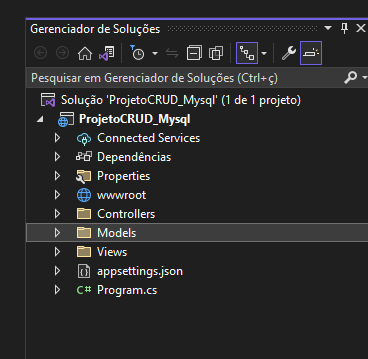 Gerenciador de Soluções
Pesquisar em Gerenciador de Soluções (Ctrl+ç)
Solução 'ProjetoCRUD_Mysql' (1 de 1 projeto)
ProjetoCRUD_Mysql
Connected Services
Dependências
Properties
wwwroot
Controllers
Models
Views
appsettings.json
C# Program.cs